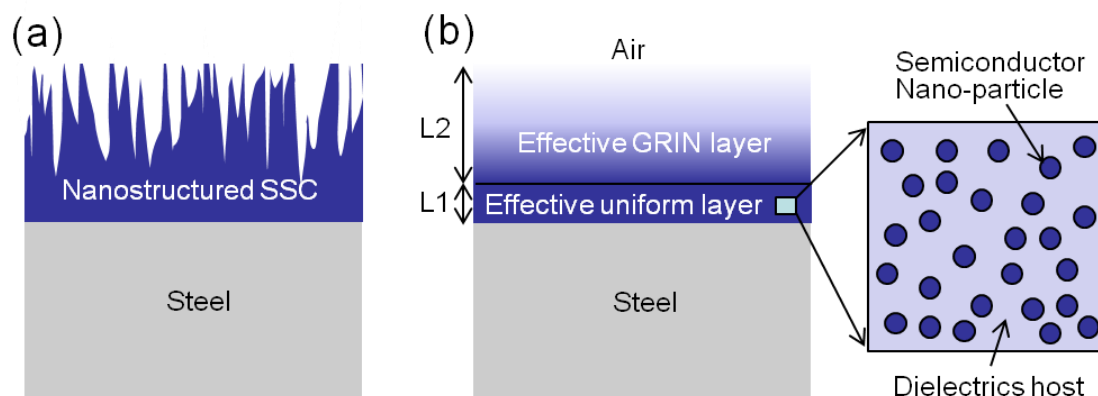 (a)
Nanostructured SSC
Steel
(b)
Air
L2
Effective GRIN layer
L1
Effective uniform layer
Steel
Semiconductor
Nano-particle
Dielectrics host